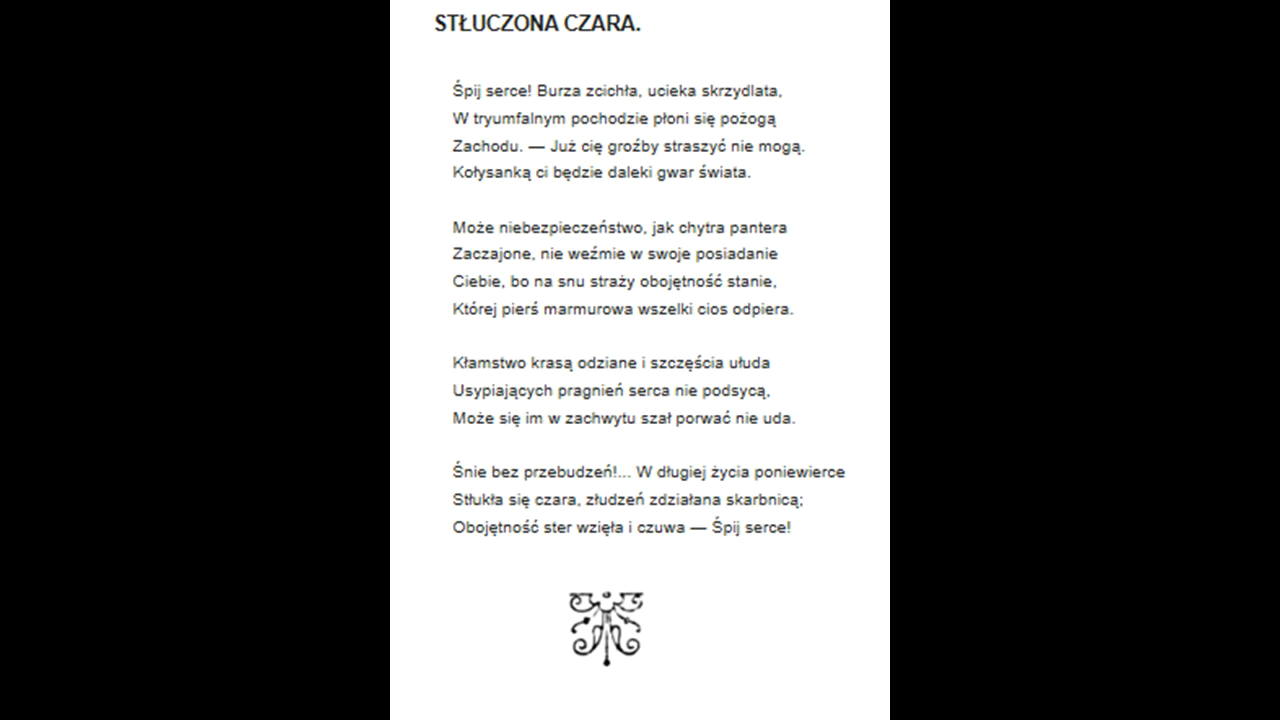 STŁUCZONA CZARA.
Śpij serce! Burza zcichła, ucieka skrzydlata,
W tryumfalnym pochodzie płoni się pożogą
Zachodu. — Już cię groźby straszyć nie mogą.
Kołysanką ci będzie daleki gwar świata.
Może niebezpieczeństwo, jak chytra pantera
Zaczajone, nie weźmie w swoje posiadanie
Ciebie, bo na snu straży obojętność stanie,
Której pierś marmurowa wszelki cios odpiera.
Kłamstwo krasą odziane i szczęścia ułuda
Usypiających pragnień serca nie podsycą,
Może się im w zachwytu szał porwać nie uda.
Śnie bez przebudzeń!... W długiej życia poniewierce
Stłukła się czara, złudzeń zdziałana skarbnicą;
Obojętność ster wzięła i czuwa — Śpij serce!